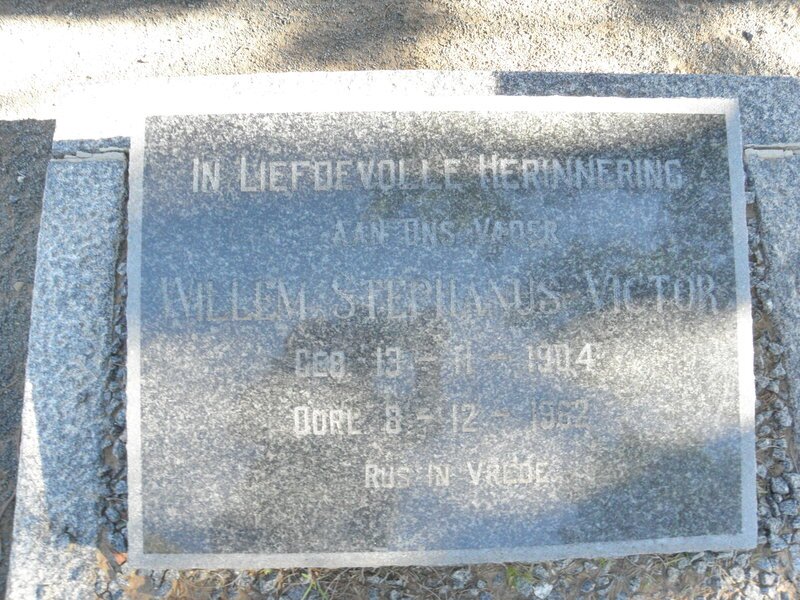 IN LIEFDEVOLLE HERINNERING
AAN ONS VADER
WILLEM STEPHANUS VICTOR
GEB 13 – 11 – 1904
OORL 8 – 12 – 1962
RUS IN VREDE